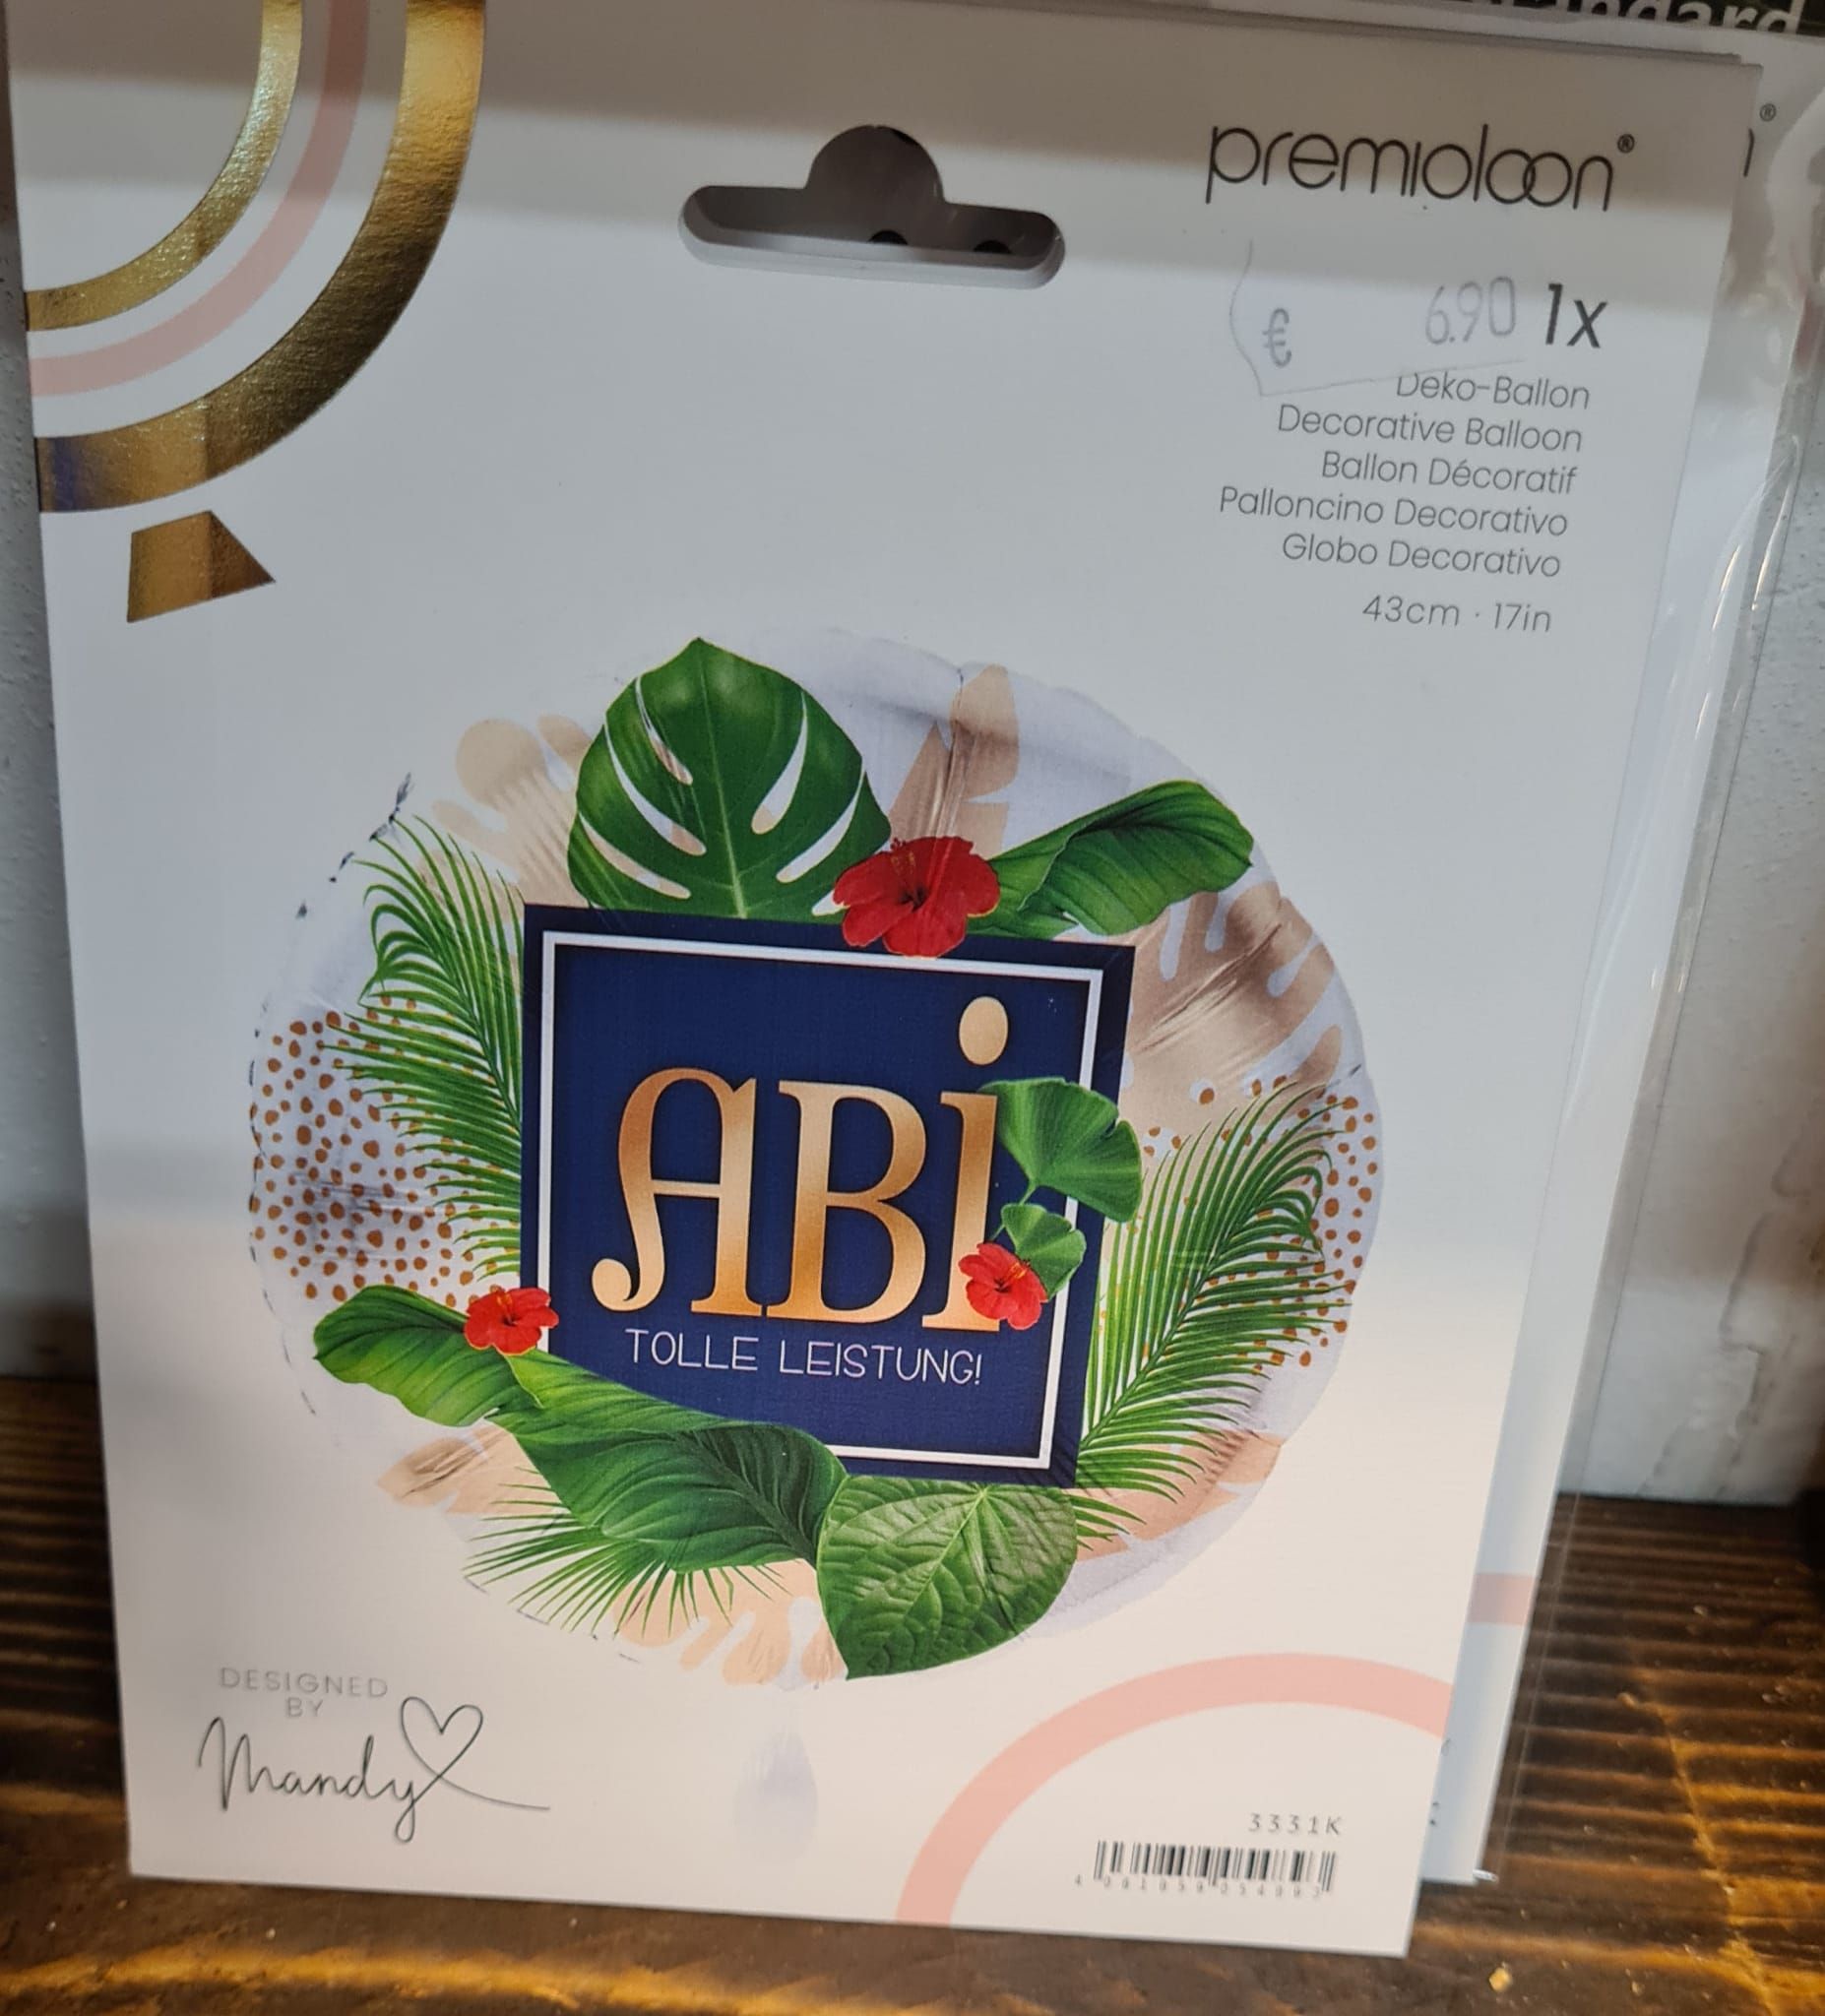 premioloon®
€ 6.90
1x
Deko-Ballon
Decorative Balloon
Ballon Décoratif
Palloncino Decorativo
Globo Decorativo
43cm · 17in
ABi
TOLLE LEISTUNG!
DESIGNED
BY
Mandy
3331K